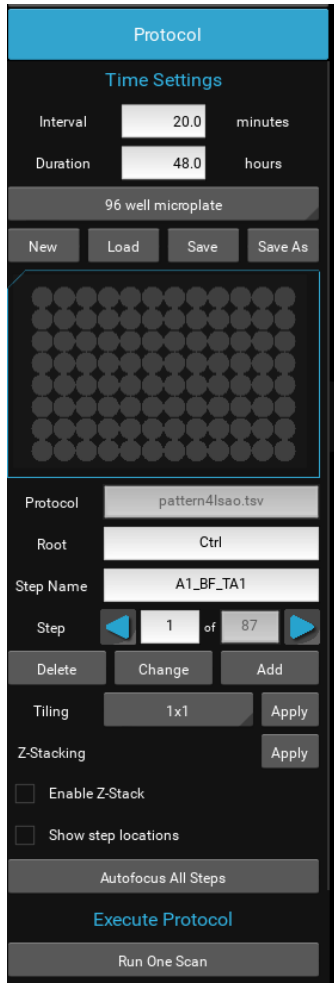 Protocol
Time Settings
Interval 20.0 minutes
Duration 48.0 hours
96 well microplate
New Load Save Save As
Protocol pattern4lsao.tsv
Root Ctrl
Step Name A1_BF_TA1
Step 1 of 87
Delete Change Add
Tiling 1x1 Apply
Z-Stacking Apply
Enable Z-Stack
Show step locations
Autofocus All Steps
Execute Protocol
Run One Scan